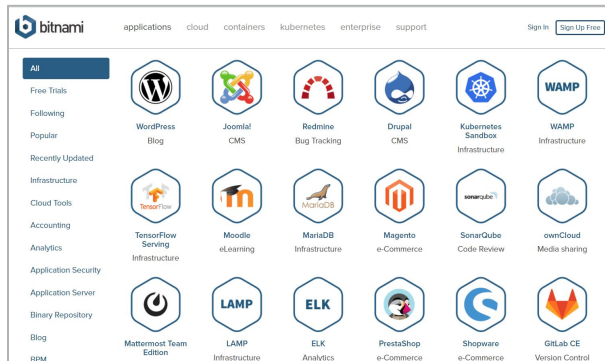 bitnami
applications cloud containers kubernetes enterprise support
Sign In Sign Up Free
All
Free Trials
Following
Popular
Recently Updated
Infrastructure
Cloud Tools
Accounting
Analytics
Application Security
Application Server
Binary Repository
Blog
BPM
WAMP
WordPress Joomla! Redmine Drupal Kubernetes WAMP
Sandbox
Blog CMS Bug Tracking CMS Infrastructure Infrastructure
TensorFlow MariaDB sonarqube
TensorFlow Moodle MariaDB Magento SonarQube ownCloud
Serving
Infrastructure eLearning Infrastructure e-Commerce Code Review Media sharing
LAMP ELK
Mattermost Team LAMP ELK PrestaShop Shopware GitLab CE
Edition
Infrastructure Analytics e-Commerce e-Commerce Version Control